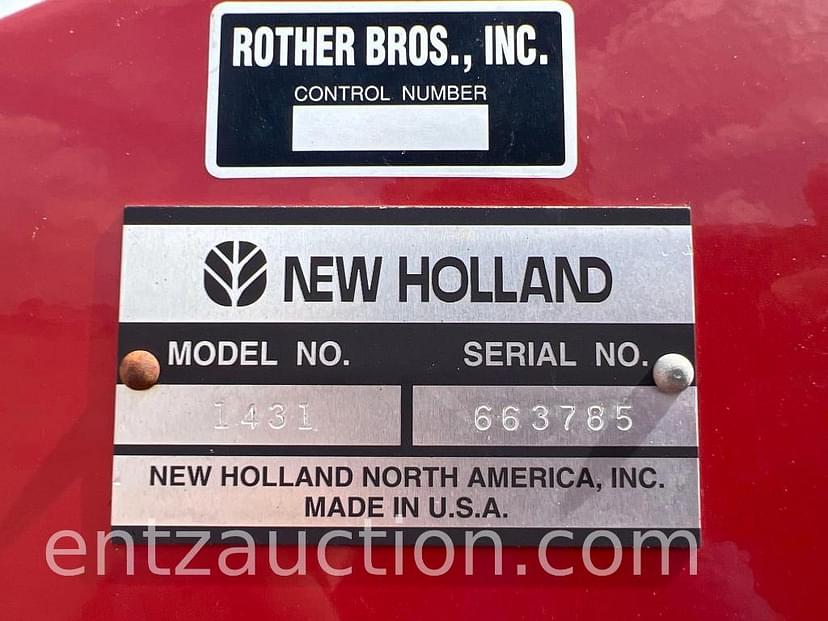 ROTHER BROS., INC.
CONTROL NUMBER
NEW HOLLAND
MODEL NO. SERIAL NO.
1431 663785
NEW HOLLAND NORTH AMERICA, INC.
MADE IN U.S.A.
entzauction.com